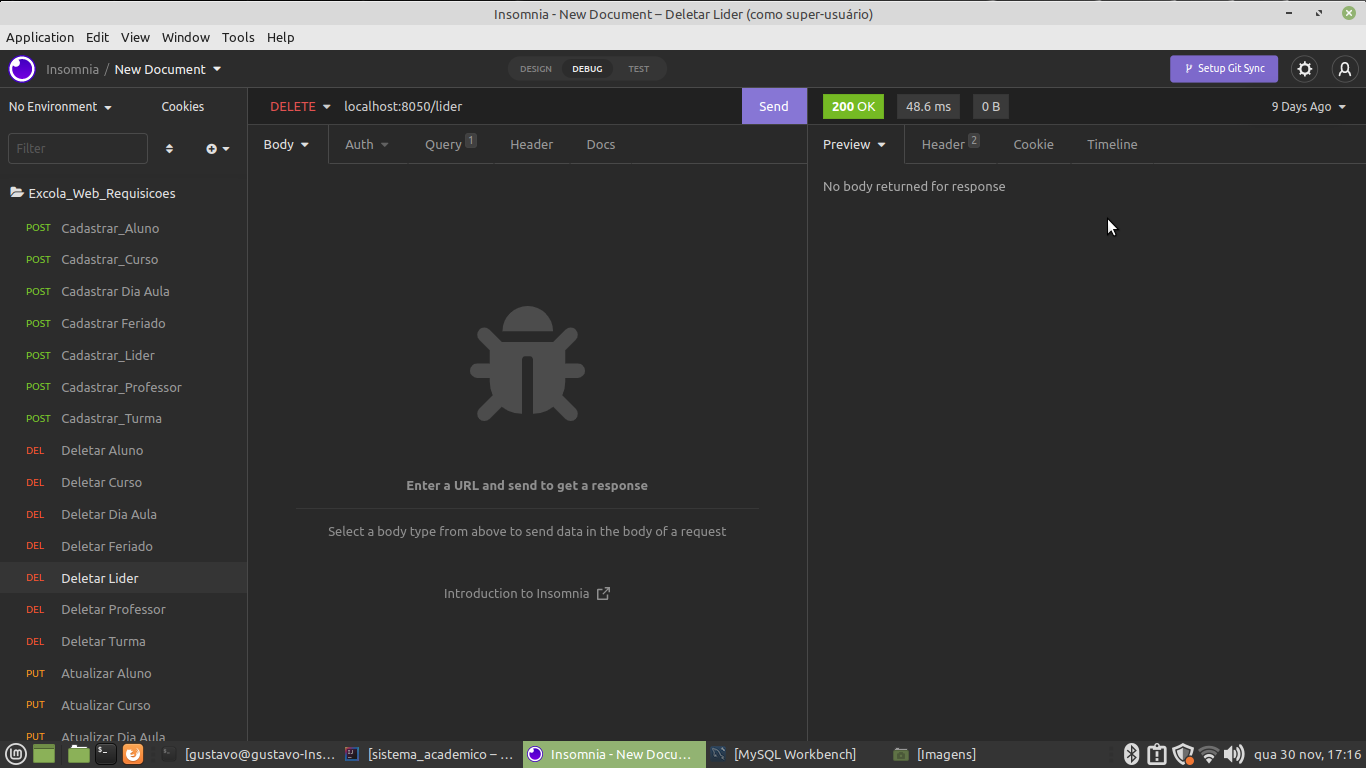 Insomnia - New Document – Deletar Lider (como super-usuário)
Application Edit View Window Tools Help
Insomnia / New Document
DESIGN DEBUG TEST
Setup Git Sync
No Environment Cookies
DELETE localhost:8050/lider Send
200 OK 48.6 ms 0 B 9 Days Ago
Filter
Body Auth Query 1 Header Docs
Preview Header 2 Cookie Timeline
No body returned for response
Excola_Web_Requisicoes
POST Cadastrar_Aluno
POST Cadastrar_Curso
POST Cadastrar Dia Aula
POST Cadastrar Feriado
POST Cadastrar_Lider
POST Cadastrar_Professor
POST Cadastrar_Turma
DEL Deletar Aluno
DEL Deletar Curso
DEL Deletar Dia Aula
DEL Deletar Feriado
DEL Deletar Lider
DEL Deletar Professor
DEL Deletar Turma
PUT Atualizar Aluno
PUT Atualizar Curso
PUT Atualizar Dia Aula
Enter a URL and send to get a response
Select a body type from above to send data in the body of a request
Introduction to Insomnia
[gustavo@gustavo-Ins... [sistema_academico – ... Insomnia - New Docu... [MySQL Workbench] [Imagens] qua 30 nov, 17:16